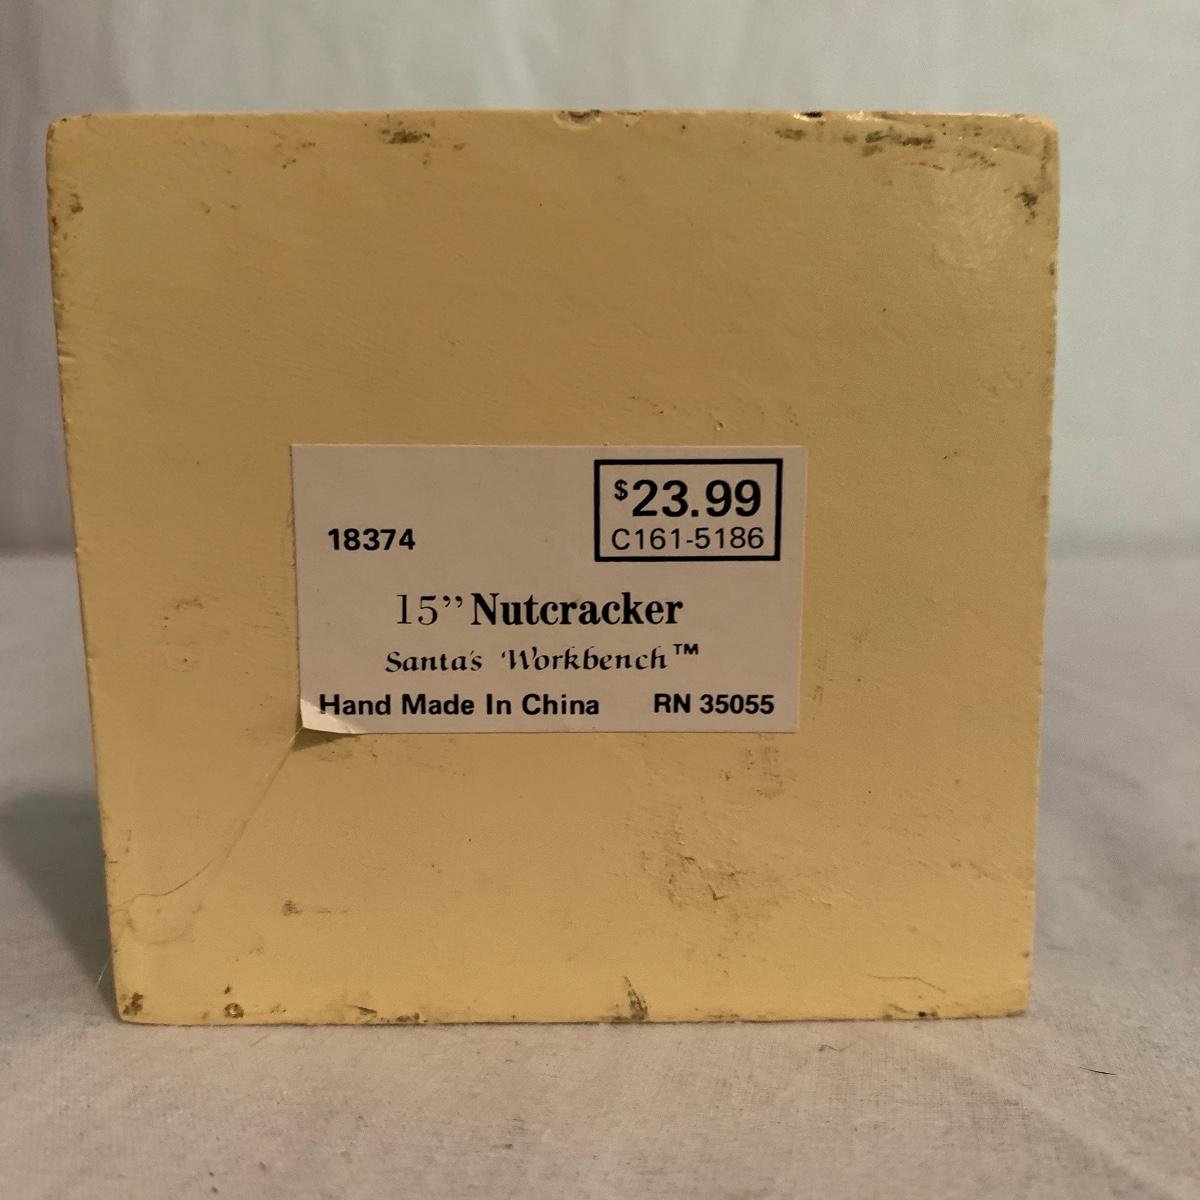 $23.99
C161-5186
18374
15” Nutcracker
Santa's Workbench™
Hand Made In China RN 35055